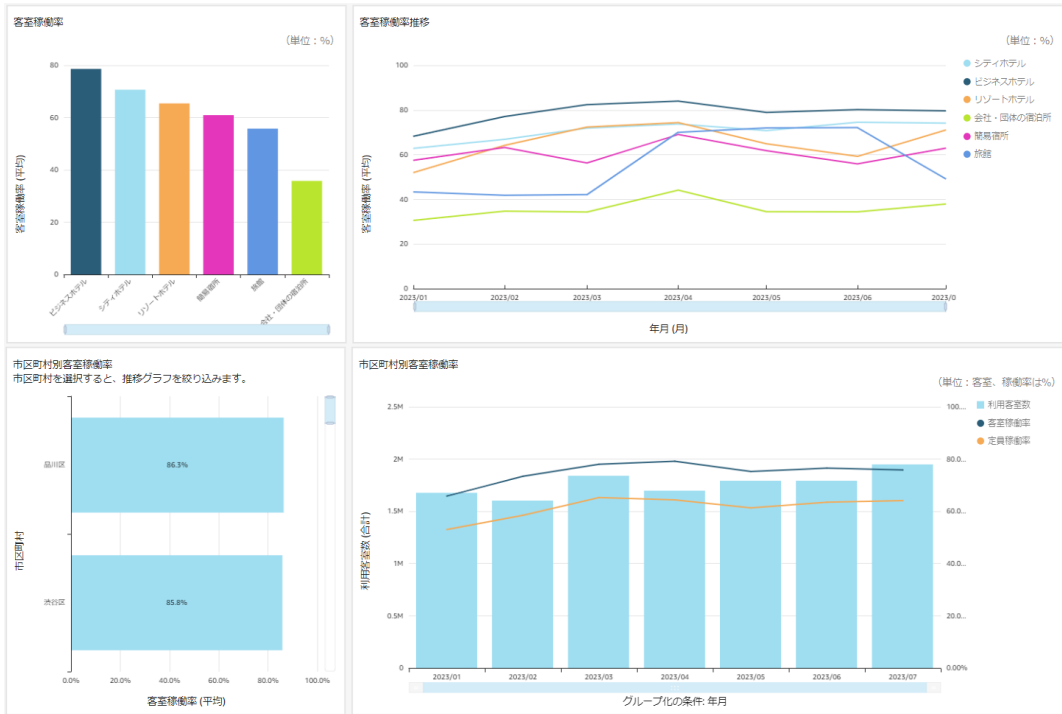 客室稼働率
（単位：%）
客室稼働率 (平均)
80
60
40
20
0
ビジネスホテル
シティホテル
リゾートホテル
簡易宿所
旅館
会社・団体の宿泊所
客室稼働率推移
（単位：%）
客室稼働率 (平均)
100
80
60
40
20
0
2023/01
2023/02
2023/03
2023/04
2023/05
2023/06
2023/0
年月 (月)
シティホテル
ビジネスホテル
リゾートホテル
会社・団体の宿泊所
簡易宿所
旅館
市区町村別客室稼働率
市区町村を選択すると、推移グラフを絞り込みます。
市区町村
品川区
86.3%
渋谷区
85.8%
0.0%
20.0%
40.0%
60.0%
80.0%
100.0%
客室稼働率 (平均)
市区町村別客室稼働率
（単位：客室、稼働率は%）
利用客室数 (合計)
2.5M
2M
1.5M
1M
0.5M
0
100...
80.0...
60.0...
40.0...
20.0...
0.00%
利用客室数
客室稼働率
定員稼働率
2023/01
2023/02
2023/03
2023/04
2023/05
2023/06
2023/07
グループ化の条件: 年月